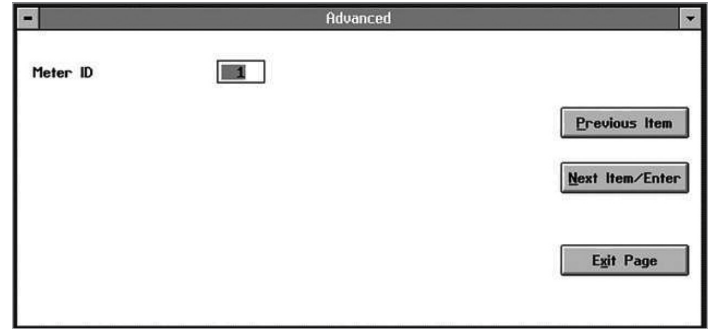 Advanced
Meter ID
1
Previous Item
Next Item/Enter
Exit Page